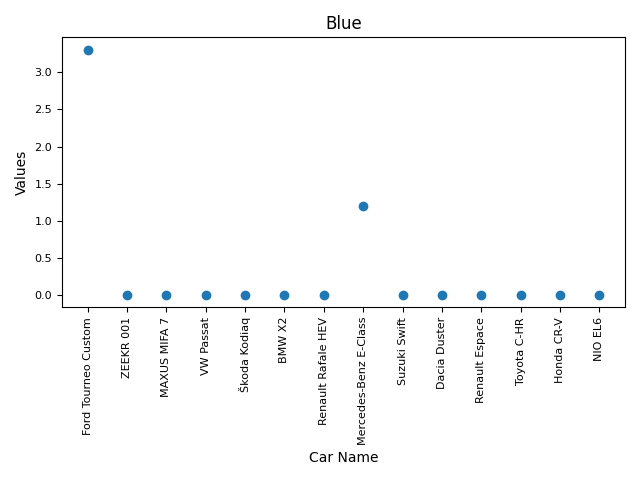 Blue
Values
3.0
2.5
2.0
1.5
1.0
0.5
0.0
Ford Tourneo Custom
ZEEKR 001
MAXUS MIFA 7
VW Passat
Škoda Kodiaq
BMW X2
Renault Rafale HEV
Mercedes-Benz E-Class
Suzuki Swift
Dacia Duster
Renault Espace
Toyota C-HR
Honda CR-V
NIO EL6
Car Name